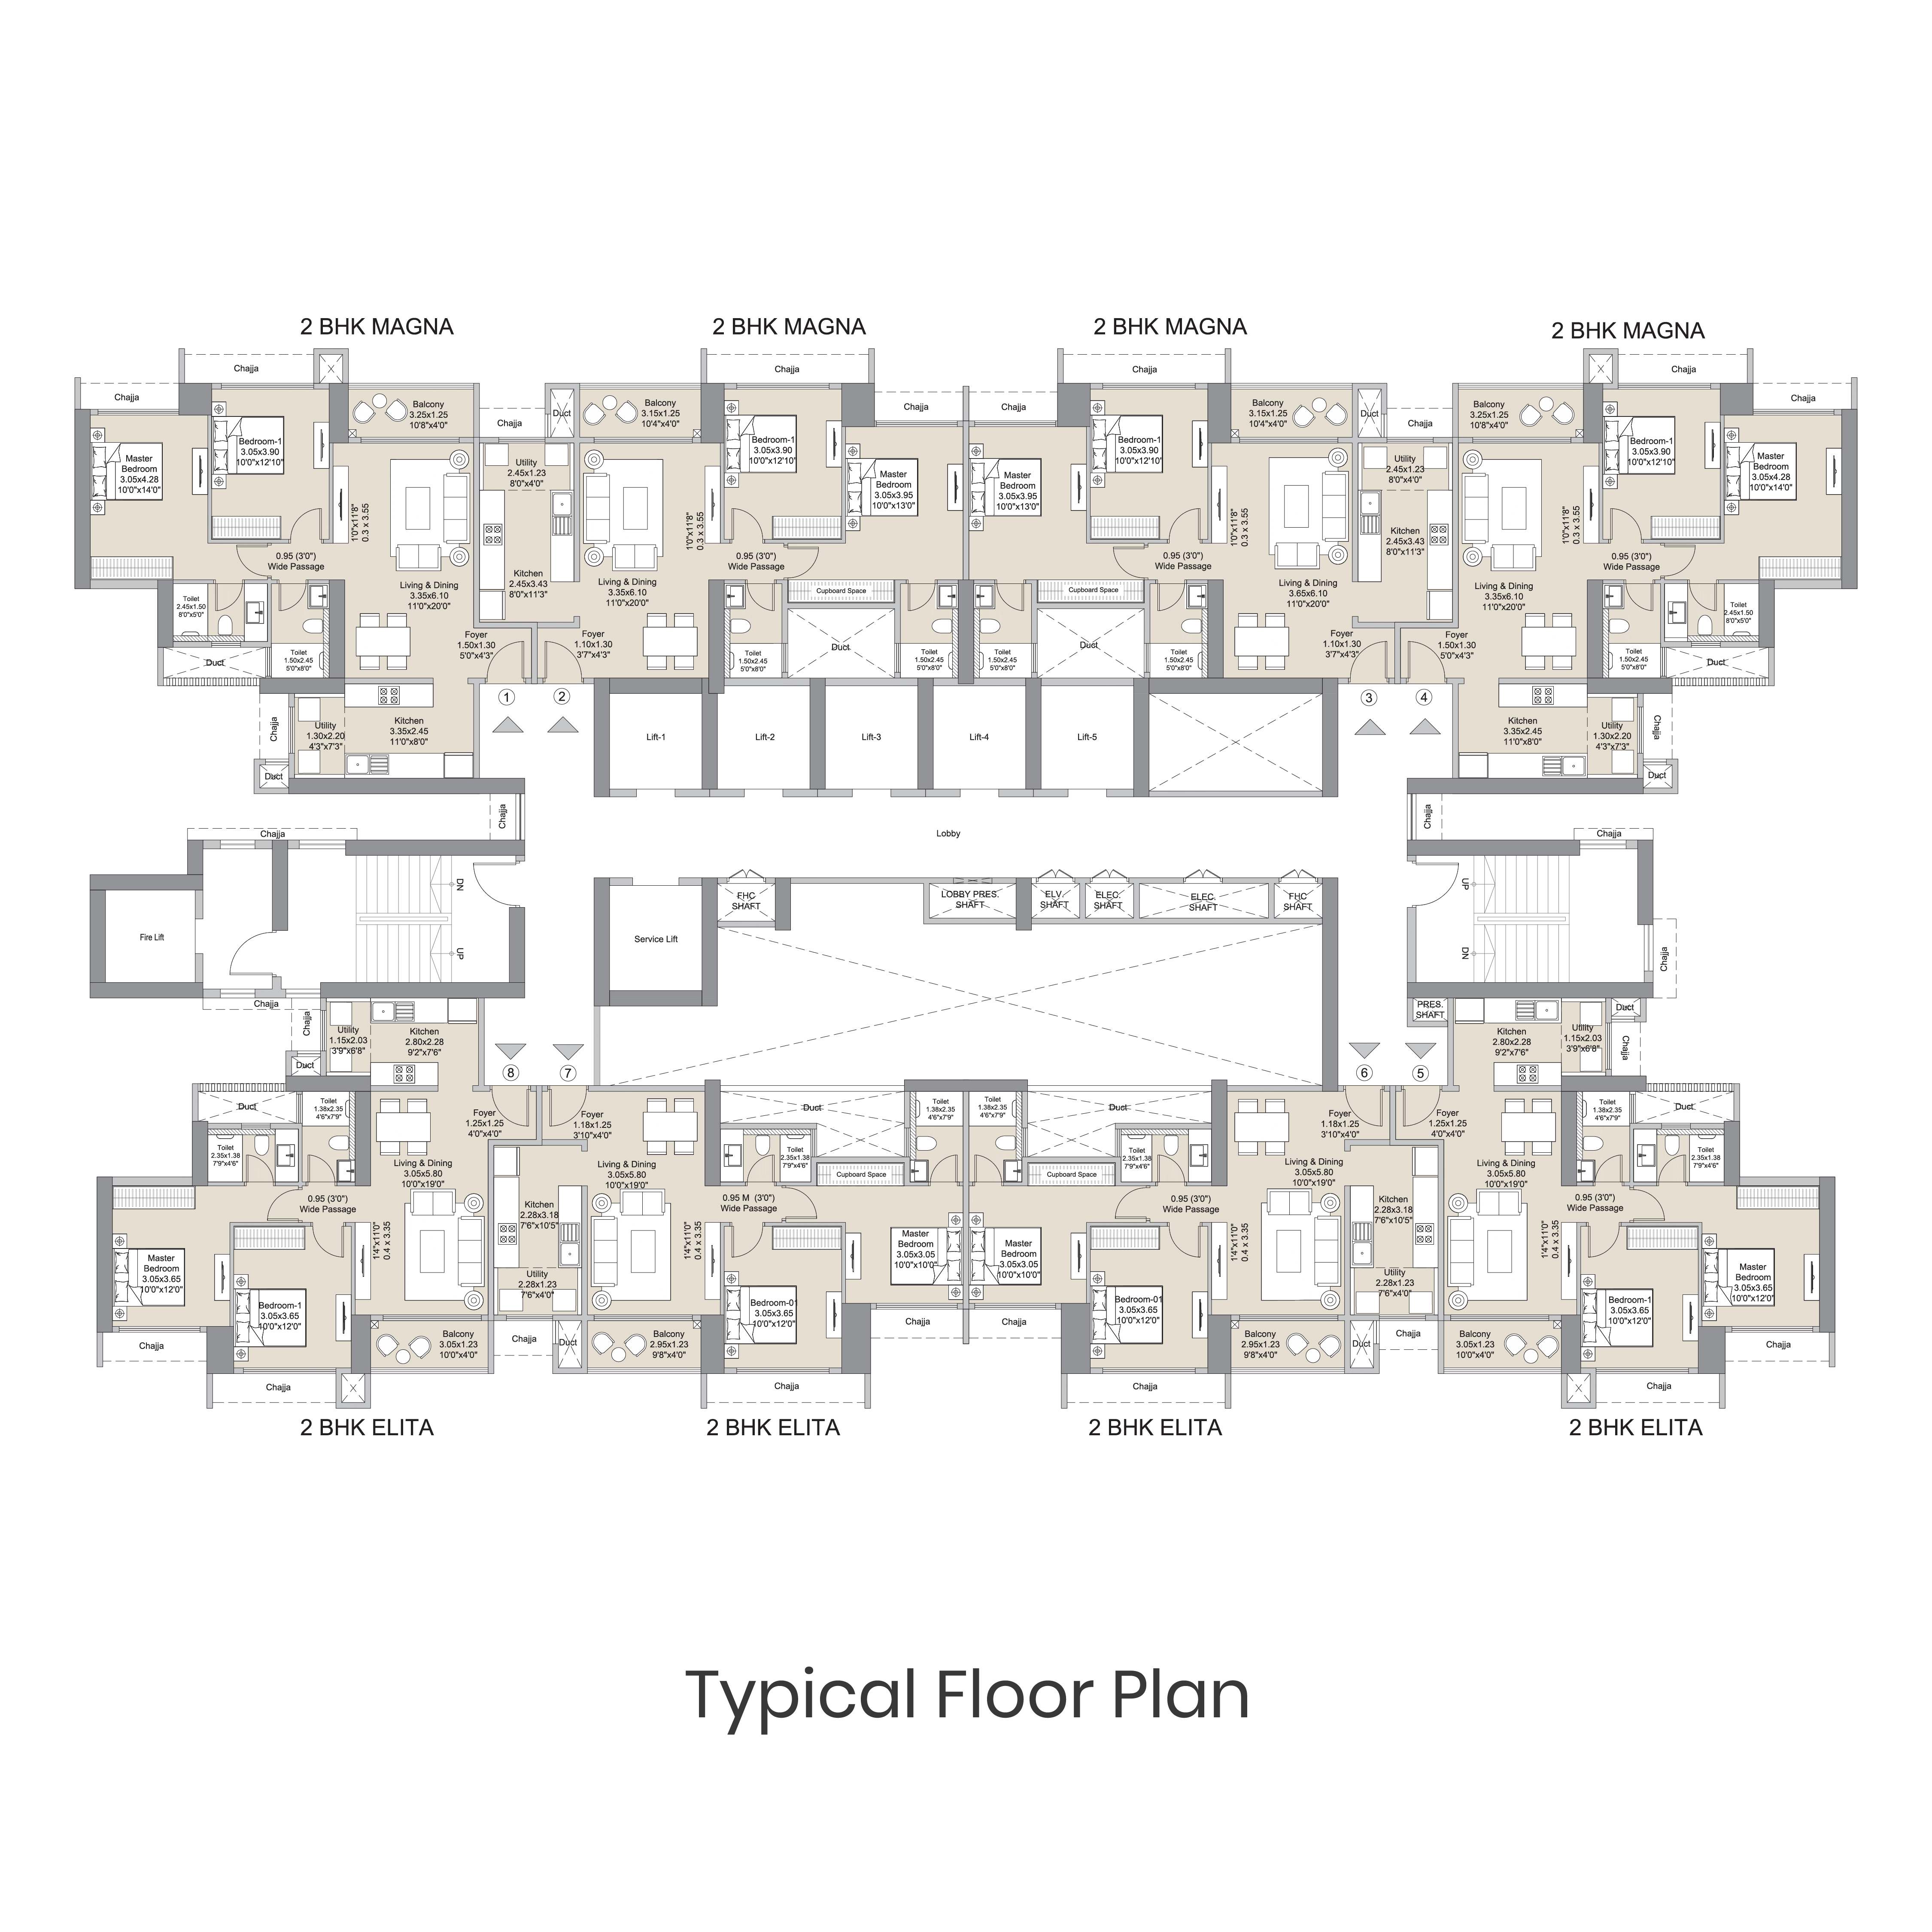 2 BHK MAGNA
2 BHK MAGNA
2 BHK MAGNA
2 BHK MAGNA
Chajja
Chajja
Master
Bedroom
3.05x4.28
10'0"x14'0"
Bedroom-1
3.05x3.90
10'0"x12'10"
Balcony
3.25x1.25
10'8"x4'0"
1'0"x11'8"
0.3 x 3.55
0.95 (3'0")
Wide Passage
Living & Dining
3.35x6.10
11'0"x20'0"
Toilet
2.45x1.50
8'0"x5'0"
Toilet
1.50x2.45
5'0"x8'0"
Duct
Foyer
1.50x1.30
5'0"x4'3"
Chajja
Utility
1.30x2.20
4'3"x7'3"
Kitchen
3.35x2.45
11'0"x8'0"
Duct
1
Chajja
Duct
Utility
2.45x1.23
8'0"x4'0"
Kitchen
2.45x3.43
8'0"x11'3"
Balcony
3.15x1.25
10'4"x4'0"
Chajja
Bedroom-1
3.05x3.90
10'0"x12'10"
Chajja
Master
Bedroom
3.05x3.95
10'0"x13'0"
1'0"x11'8"
0.3 x 3.55
0.95 (3'0")
Wide Passage
Living & Dining
3.35x6.10
11'0"x20'0"
Cupboard Space
Foyer
1.10x1.30
3'7"x4'3"
Toilet
1.50x2.45
5'0"x8'0"
Duct
Toilet
1.50x2.45
5'0"x8'0"
2
Chajja
Chajja
Master
Bedroom
3.05x3.95
10'0"x13'0"
Bedroom-1
3.05x3.90
10'0"x12'10"
Balcony
3.15x1.25
10'4"x4'0"
Duct
Chajja
Utility
2.45x1.23
8'0"x4'0"
Kitchen
2.45x3.43
8'0"x11'3"
1'0"x11'8"
0.3 x 3.55
0.95 (3'0")
Wide Passage
Living & Dining
3.65x6.10
11'0"x20'0"
Cupboard Space
Toilet
1.50x2.45
5'0"x8'0"
Duct
Toilet
1.50x2.45
5'0"x8'0"
Foyer
1.10x1.30
3'7"x4'3"
3
Balcony
3.25x1.25
10'8"x4'0"
Chajja
Chajja
Bedroom-1
3.05x3.90
10'0"x12'10"
Master
Bedroom
3.05x4.28
10'0"x14'0"
1'0"x11'8"
0.3 x 3.55
0.95 (3'0")
Wide Passage
Living & Dining
3.35x6.10
11'0"x20'0"
Toilet
2.45x1.50
8'0"x5'0"
Toilet
1.50x2.45
5'0"x8'0"
Duct
Foyer
1.50x1.30
5'0"x4'3"
4
Kitchen
3.35x2.45
11'0"x8'0"
Utility
1.30x2.20
4'3"x7'3"
Chajja
Duct
Lift-1
Lift-2
Lift-3
Lift-4
Lift-5
Chajja
Lobby
Chajja
Chajja
Chajja
Fire Lift
DN
UP
Chajja
Service Lift
FHC
SHAFT
LOBBY PRES.
SHAFT
ELV.
SHAFT
ELEC.
SHAFT
ELEC.
SHAFT
FHC
SHAFT
UP
DN
Chajja
PRES.
SHAFT
Chajja
Duct
Utility
1.15x2.03
3'9"x6'8"
Kitchen
2.80x2.28
9'2"x7'6"
8
Duct
Toilet
1.38x2.35
4'6"x7'9"
Toilet
2.35x1.38
7'9"x4'6"
Foyer
1.25x1.25
4'0"x4'0"
Living & Dining
3.05x5.80
10'0"x19'0"
0.95 (3'0")
Wide Passage
1'4"x11'0"
0.4 x 3.35
Master
Bedroom
3.05x3.65
10'0"x12'0"
Bedroom-1
3.05x3.65
10'0"x12'0"
Balcony
3.05x1.23
10'0"x4'0"
Chajja
Chajja
7
Foyer
1.18x1.25
3'10"x4'0"
Living & Dining
3.05x5.80
10'0"x19'0"
Kitchen
2.28x3.18
7'6"x10'5"
Utility
2.28x1.23
7'6"x4'0"
Chajja
Duct
Duct
Toilet
1.38x2.35
4'6"x7'9"
Toilet
2.35x1.38
7'9"x4'6"
Cupboard Space
0.95 M (3'0")
Wide Passage
1'4"x11'0"
0.4 x 3.35
Master
Bedroom
3.05x3.05
10'0"x10'0"
Bedroom-01
3.05x3.65
10'0"x12'0"
Balcony
2.95x1.23
9'8"x4'0"
Chajja
Chajja
6
Toilet
1.38x2.35
4'6"x7'9"
Duct
Toilet
2.35x1.38
7'9"x4'6"
Cupboard Space
Foyer
1.18x1.25
3'10"x4'0"
Living & Dining
3.05x5.80
10'0"x19'0"
0.95 (3'0")
Wide Passage
1'4"x11'0"
0.4 x 3.35
Kitchen
2.28x3.18
7'6"x10'5"
Utility
2.28x1.23
7'6"x4'0"
Master
Bedroom
3.05x3.05
10'0"x10'0"
Bedroom-01
3.05x3.65
10'0"x12'0"
Balcony
2.95x1.23
9'8"x4'0"
Duct
Chajja
Chajja
Chajja
5
Kitchen
2.80x2.28
9'2"x7'6"
Utility
1.15x2.03
3'9"x6'8"
Duct
Chajja
Foyer
1.25x1.25
4'0"x4'0"
Toilet
1.38x2.35
4'6"x7'9"
Duct
Toilet
2.35x1.38
7'9"x4'6"
Living & Dining
3.05x5.80
10'0"x19'0"
0.95 (3'0")
Wide Passage
1'4"x11'0"
0.4 x 3.35
Master
Bedroom
3.05x3.65
10'0"x12'0"
Bedroom-1
3.05x3.65
10'0"x12'0"
Balcony
3.05x1.23
10'0"x4'0"
Chajja
Chajja
2 BHK ELITA
2 BHK ELITA
2 BHK ELITA
2 BHK ELITA
Typical Floor Plan